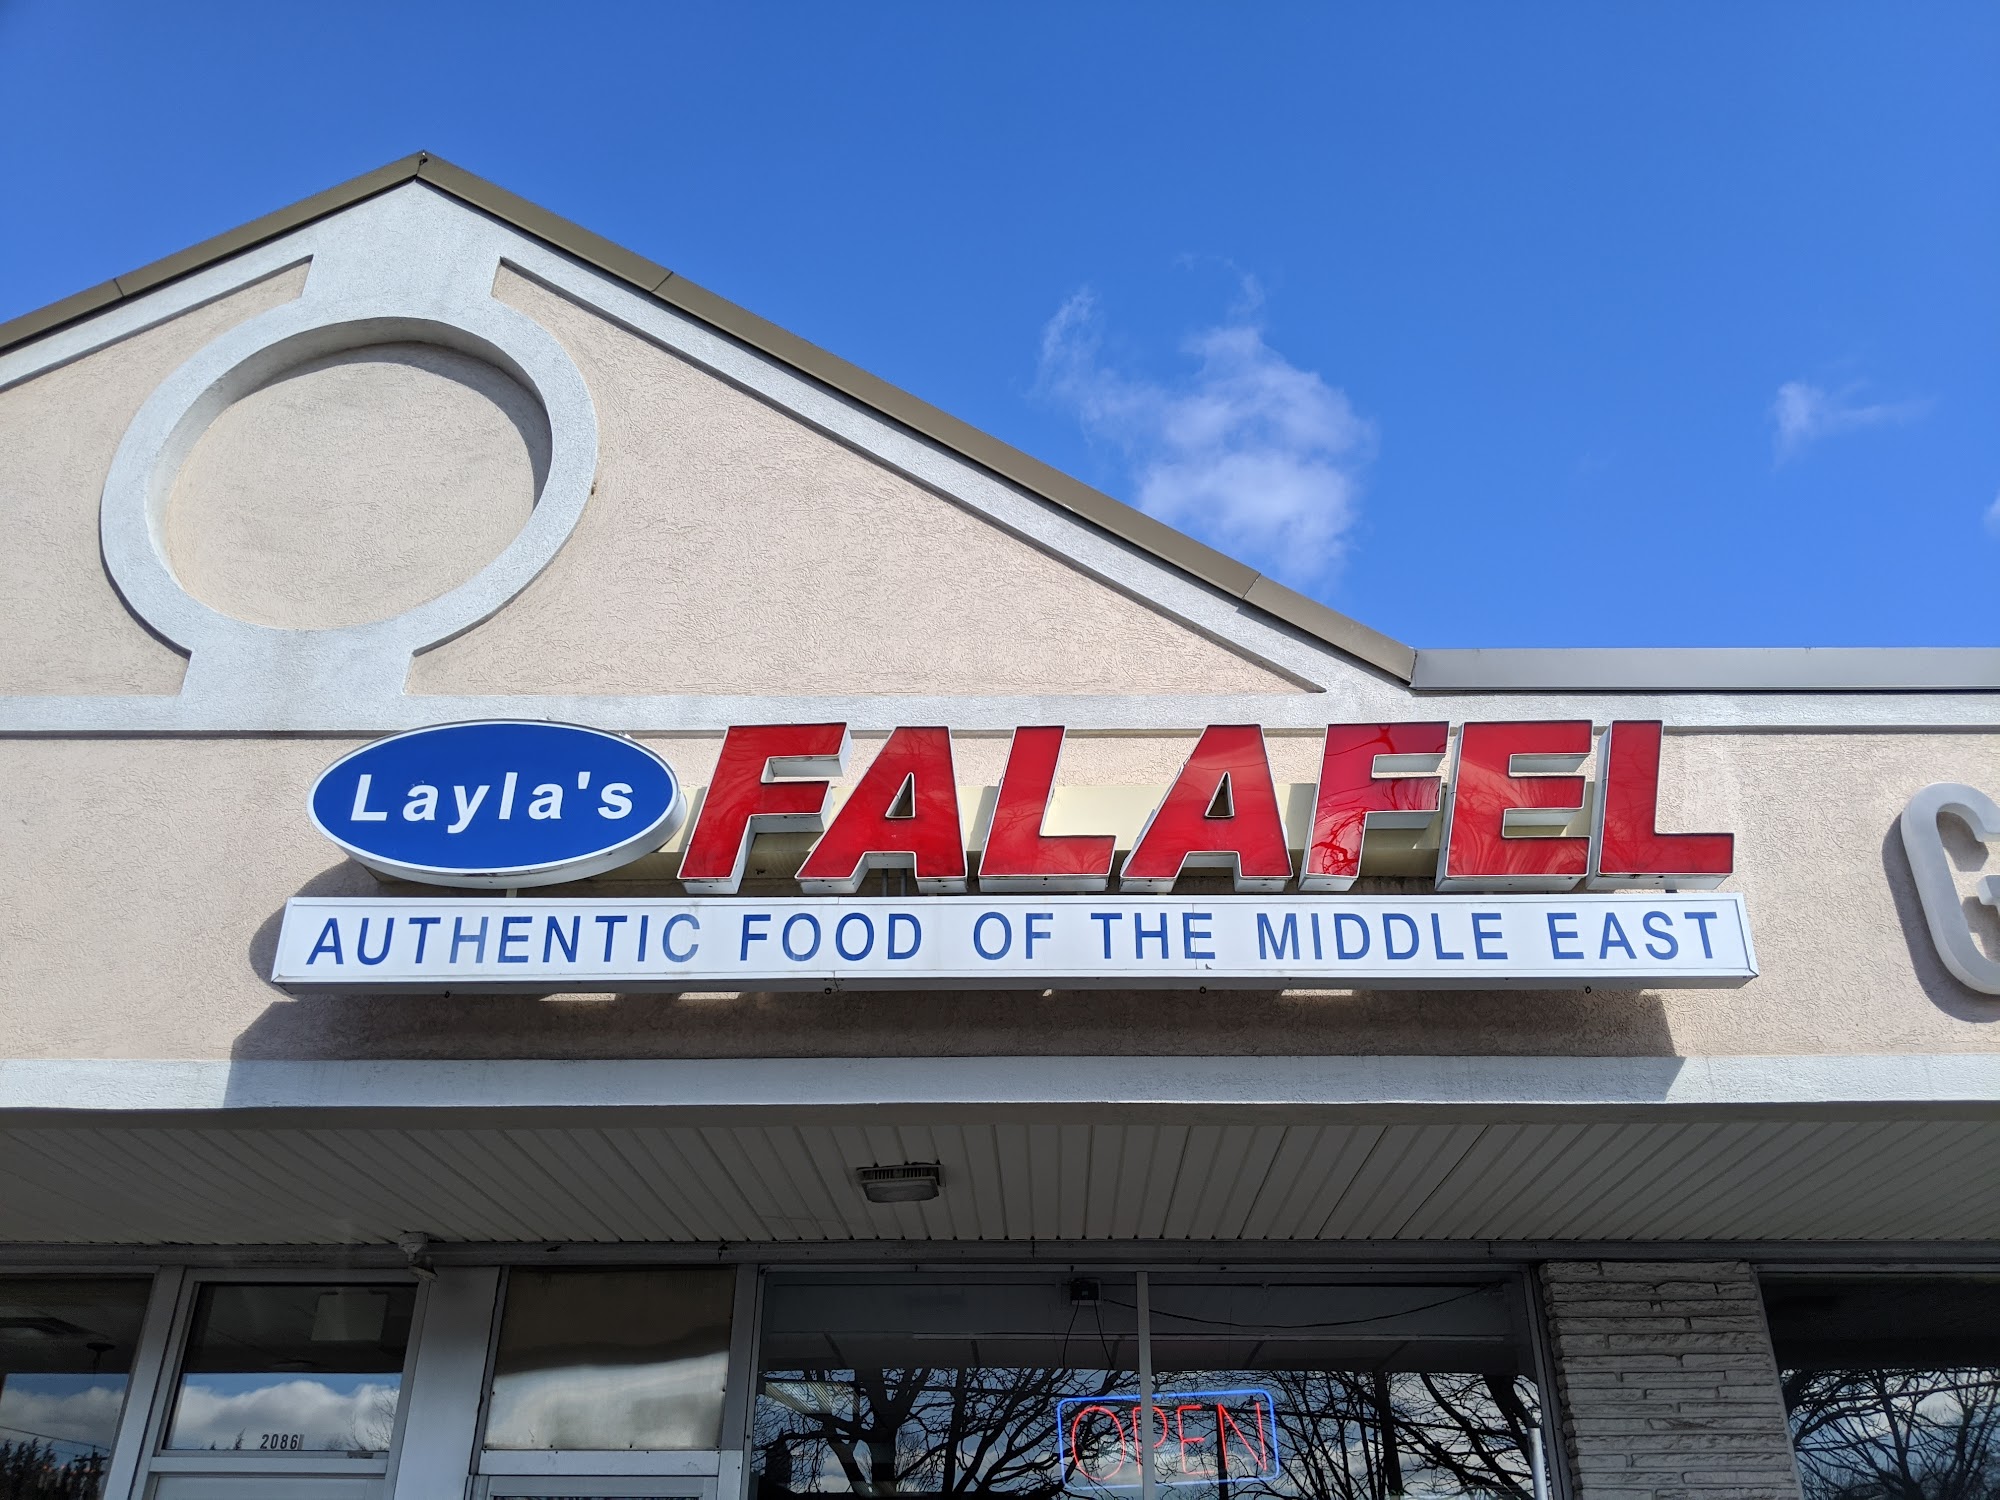 Layla's
FALAFEL
AUTHENTIC FOOD OF THE MIDDLE EAST
G
2086
OPEN